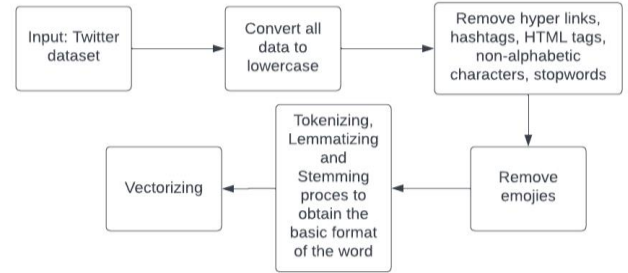 Input: Twitter
dataset
Convert all
data to
lowercase
Remove hyper links,
hashtags, HTML tags,
non-alphabetic
characters, stopwords
Remove
emojies
Tokenizing,
Lemmatizing
and
Stemming
proces to
obtain the
basic format
of the word
Vectorizing